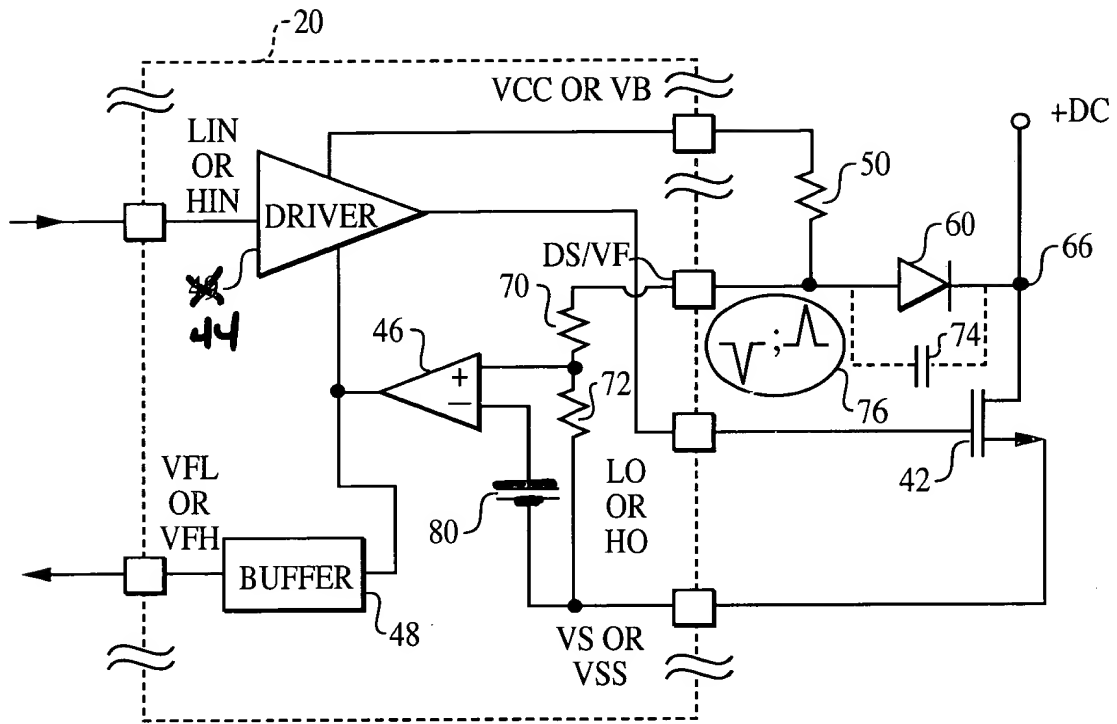 20
VCC OR VB
+DC
LIN
OR
HIN
50
DRIVER
60
66
DS/VF
70
44
46
+
−
72
;
74
76
42
VFL
OR
VFH
80
LO
OR
HO
BUFFER
48
VS OR
VSS